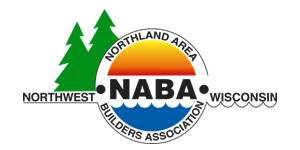 NORTHLAND AREA
NORTHWEST •NABA• WISCONSIN
BUILDERS ASSOCIATION